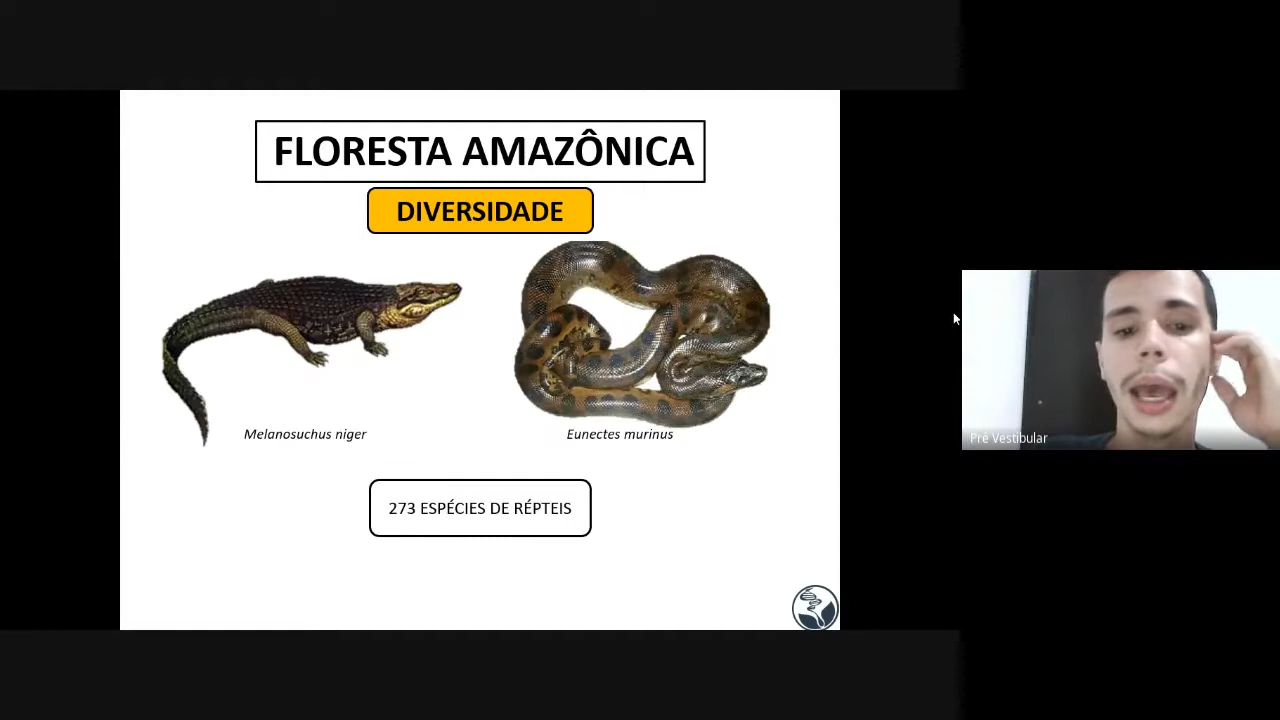 FLORESTA AMAZÔNICA
DIVERSIDADE
Melanosuchus niger
Eunectes murinus
Pré Vestibular
273 ESPÉCIES DE RÉPTEIS